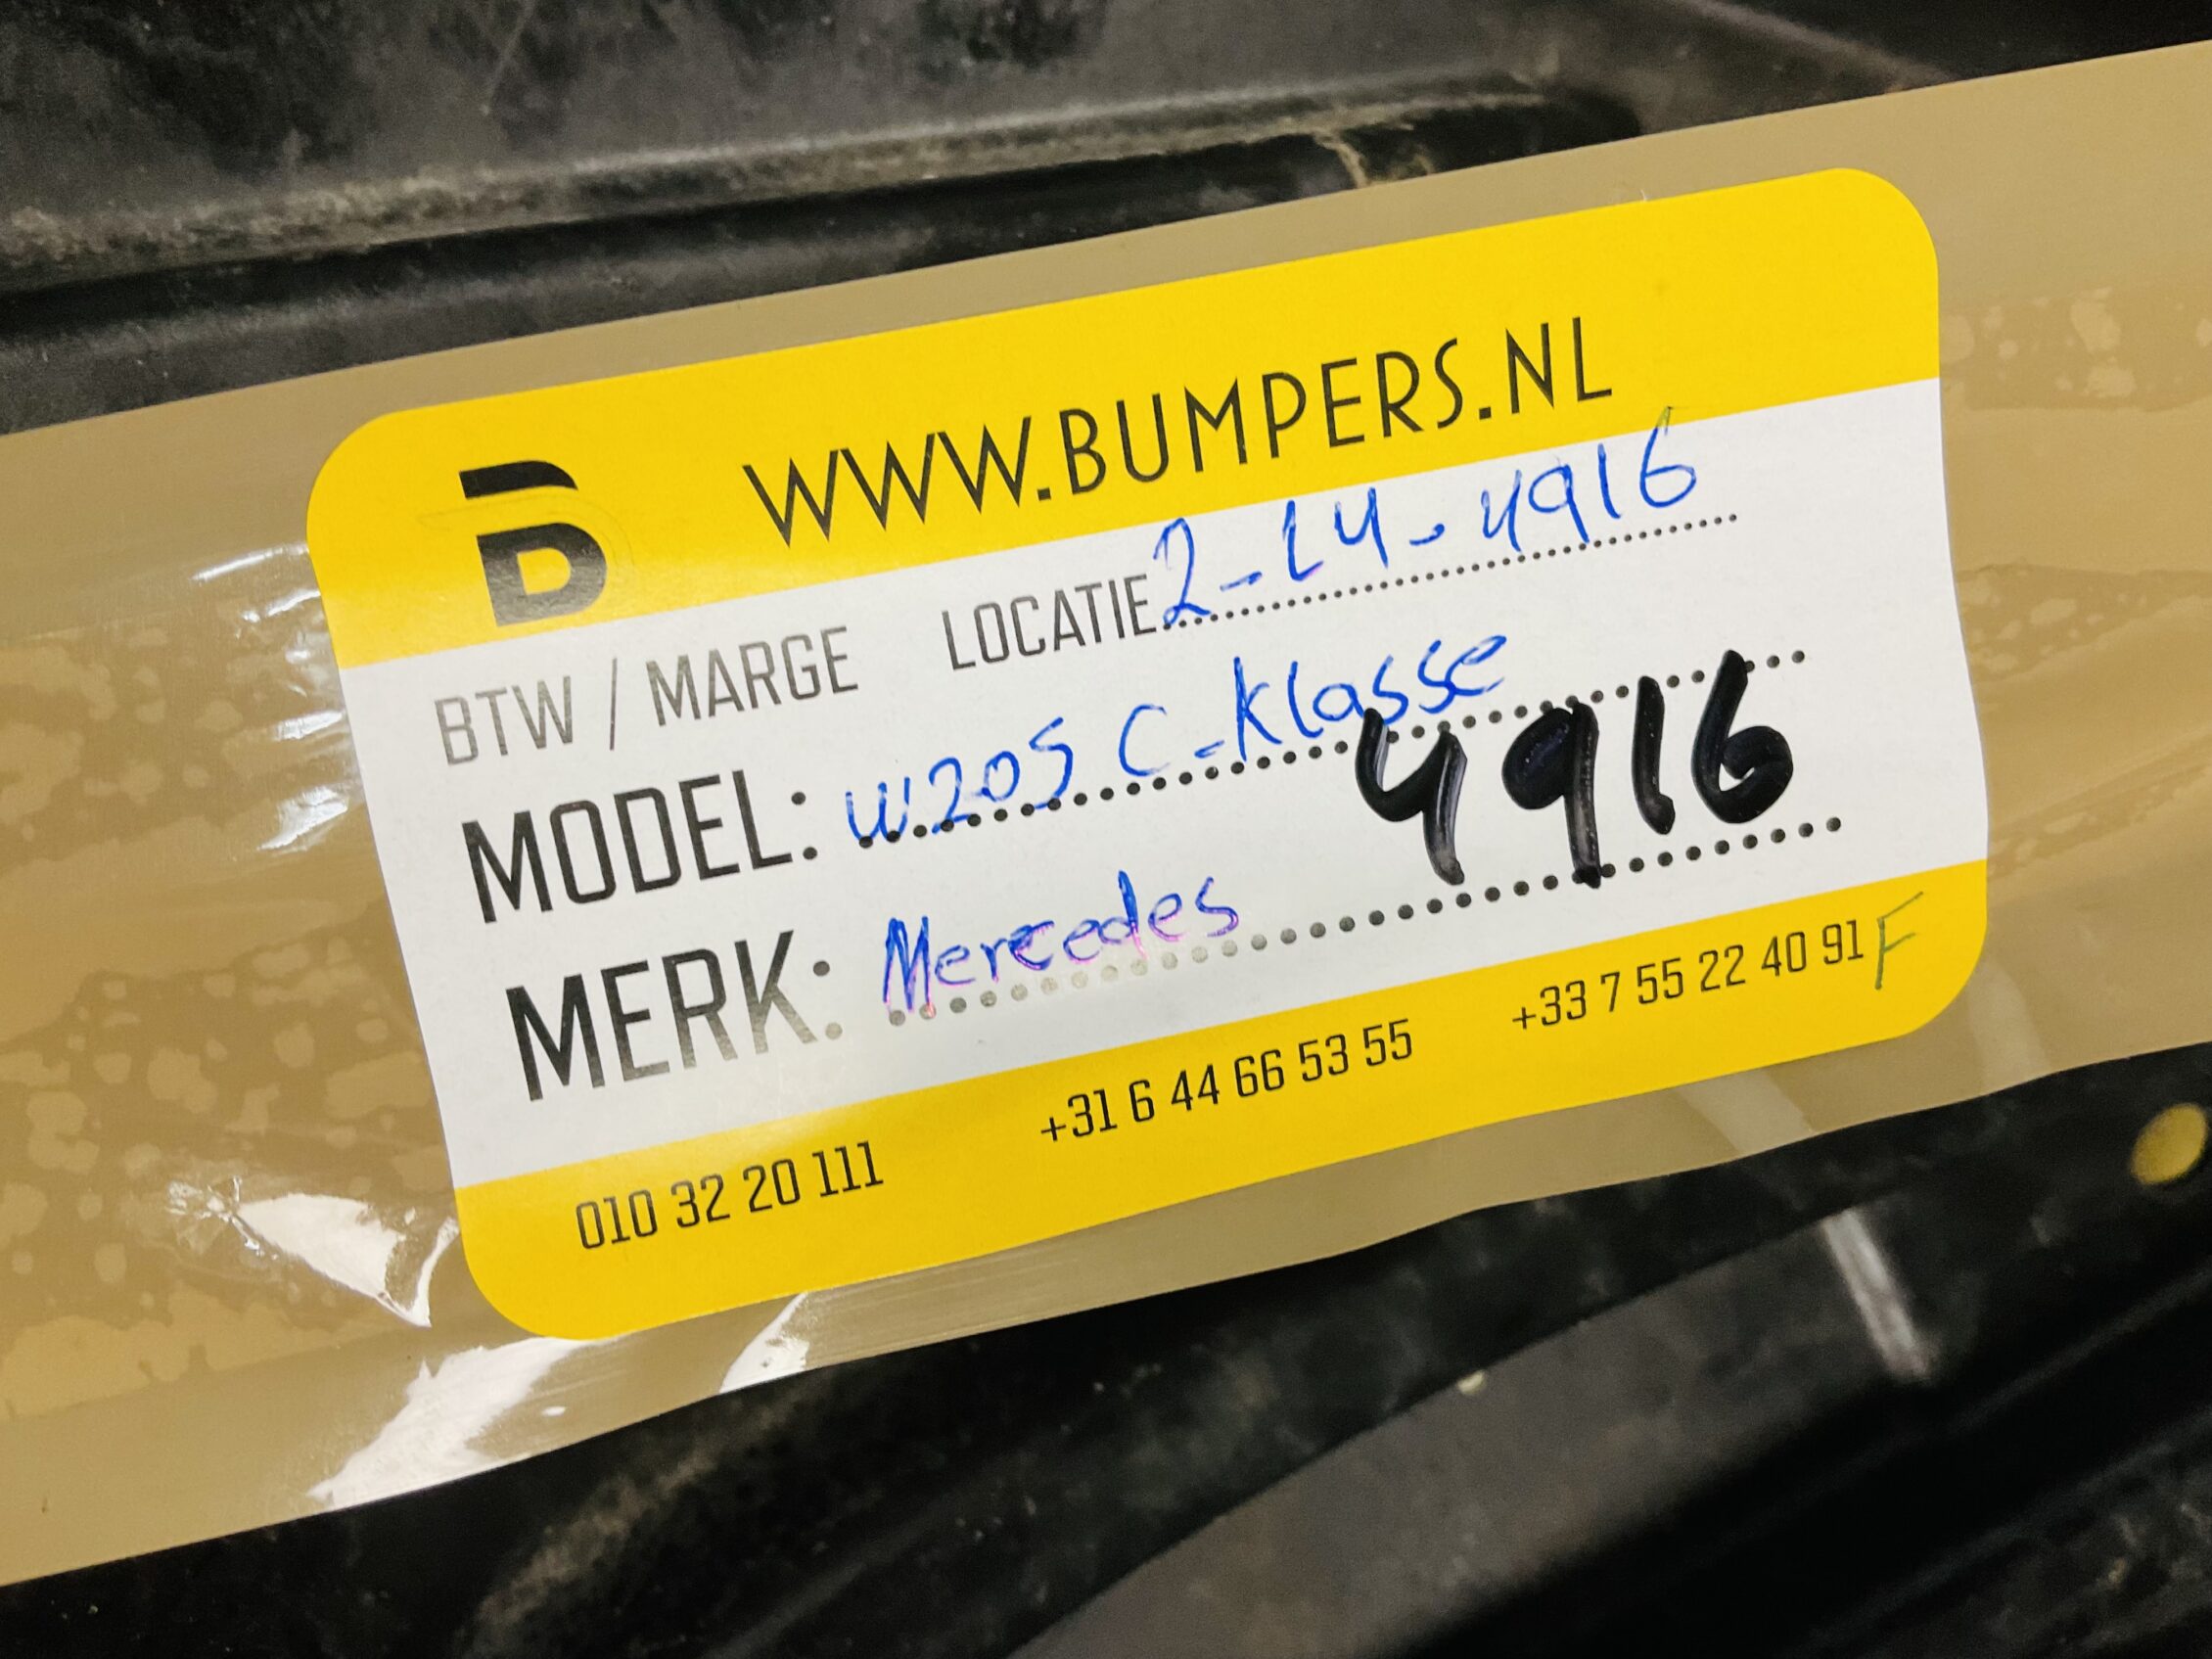 B WWW.BUMPERS.NL
BTW / MARGE LOCATIE 2-14-4916
MODEL: W205 C-Klasse
4916
MERK: Mercedes
010 32 20 111 +31 6 44 66 53 55 +33 7 55 22 40 91 F